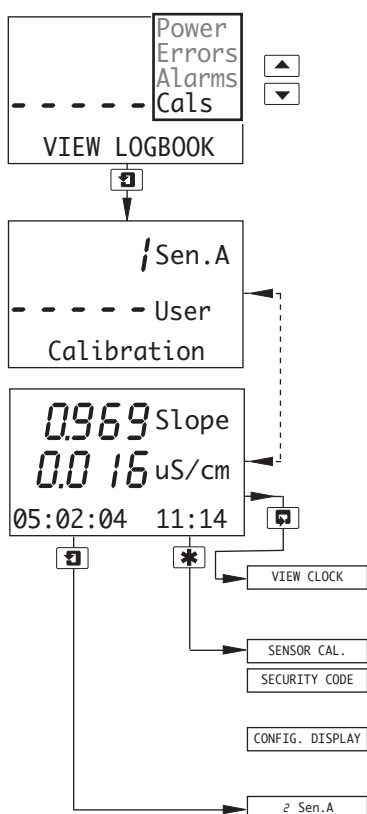 Power
Errors
Alarms
- - - - - Cals
VIEW LOGBOOK
1 Sen.A
- - - - - User
Calibration
0.969 Slope
0.016 uS/cm
05:02:04 11:14
VIEW CLOCK
SENSOR CAL.
SECURITY CODE
CONFIG. DISPLAY
2 Sen.A